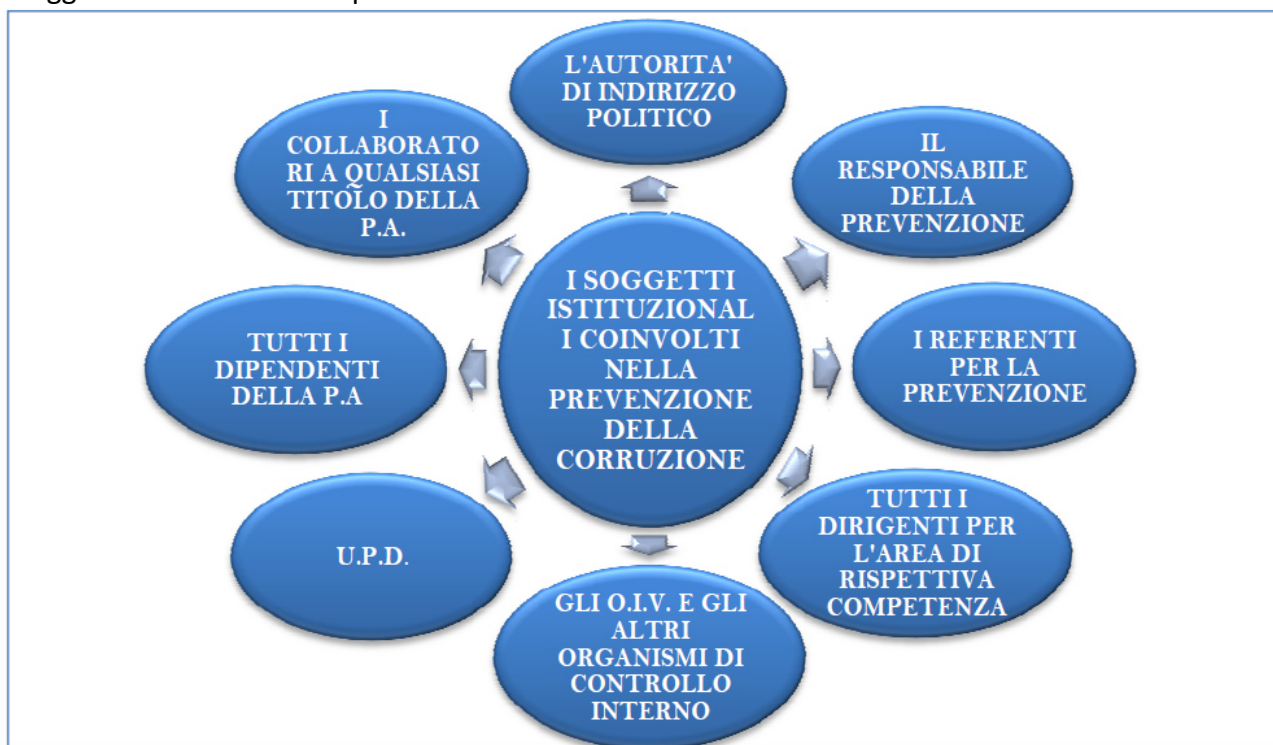 L'AUTORITA'
DI INDIRIZZO
POLITICO
IL
RESPONSABILE
DELLA
PREVENZIONE
I REFERENTI
PER LA
PREVENZIONE
TUTTI I
DIRIGENTI PER
L'AREA DI
RISPETTIVA
COMPETENZA
GLI O.I.V. E GLI
ALTRI
ORGANISMI DI
CONTROLLO
INTERNO
U.P.D.
TUTTI I
DIPENDENTI
DELLA P.A
I
COLLABORATO
RI A QUALSIASI
TITOLO DELLA
P.A.
I SOGGETTI
ISTITUZIONAL
I COINVOLTI
NELLA
PREVENZIONE
DELLA
CORRUZIONE